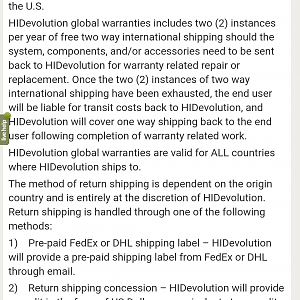 the U.S.
HIDevolution global warranties includes two (2) instances
per year of free two way international shipping should the
system, components, and/or accessories need to be sent
back to HIDevolution for warranty related repair or
replacement. Once the two (2) instances of two way
international shipping have been exhausted, the end user
will be liable for transit costs back to HIDevolution, and
HIDevolution will cover one way shipping back to the end
user following completion of warranty related work.
HIDevolution global warranties are valid for ALL countries
where HIDevolution ships to.
The method of return shipping is dependent on the origin
country and is entirely at the discretion of HIDevolution.
Return shipping is handled through one of the following
methods:
1) Pre-paid FedEx or DHL shipping label – HIDevolution
will provide a pre-paid shipping label from FedEx or DHL
through email.
2) Return shipping concession – HIDevolution will provide